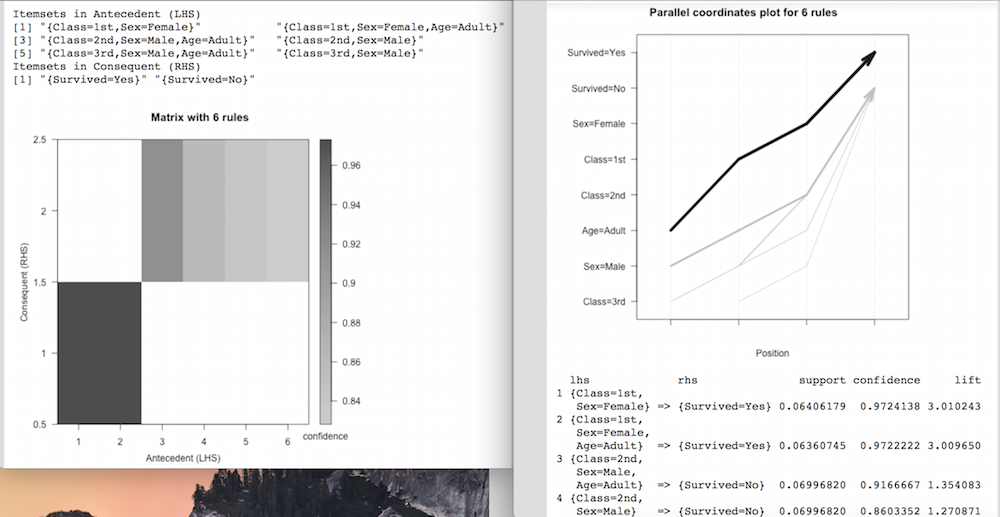 Itemsets in Antecedent (LHS)
[1] "{Class=1st,Sex=Female}" "{Class=1st,Sex=Female,Age=Adult}"
[3] "{Class=2nd,Sex=Male,Age=Adult}" "{Class=2nd,Sex=Male}"
[5] "{Class=3rd,Sex=Male,Age=Adult}" "{Class=3rd,Sex=Male}"
Itemsets in Consequent (RHS)
[1] "{Survived=Yes}" "{Survived=No}"
Matrix with 6 rules
2.5
2
1.5
1
0.5
Consequent (RHS)
1 2 3 4 5 6
Antecedent (LHS)
0.96
0.94
0.92
0.9
0.88
0.86
0.84
confidence
Parallel coordinates plot for 6 rules
Survived=Yes
Survived=No
Sex=Female
Class=1st
Class=2nd
Age=Adult
Sex=Male
Class=3rd
Position
lhs rhs support confidence lift
1 {Class=1st,
Sex=Female} => {Survived=Yes} 0.06406179 0.9724138 3.010243
2 {Class=1st,
Sex=Female,
Age=Adult} => {Survived=Yes} 0.06360745 0.9722222 3.009650
3 {Class=2nd,
Sex=Male,
Age=Adult} => {Survived=No} 0.06996820 0.9166667 1.354083
4 {Class=2nd,
Sex=Male} => {Survived=No} 0.06996820 0.8603352 1.270871